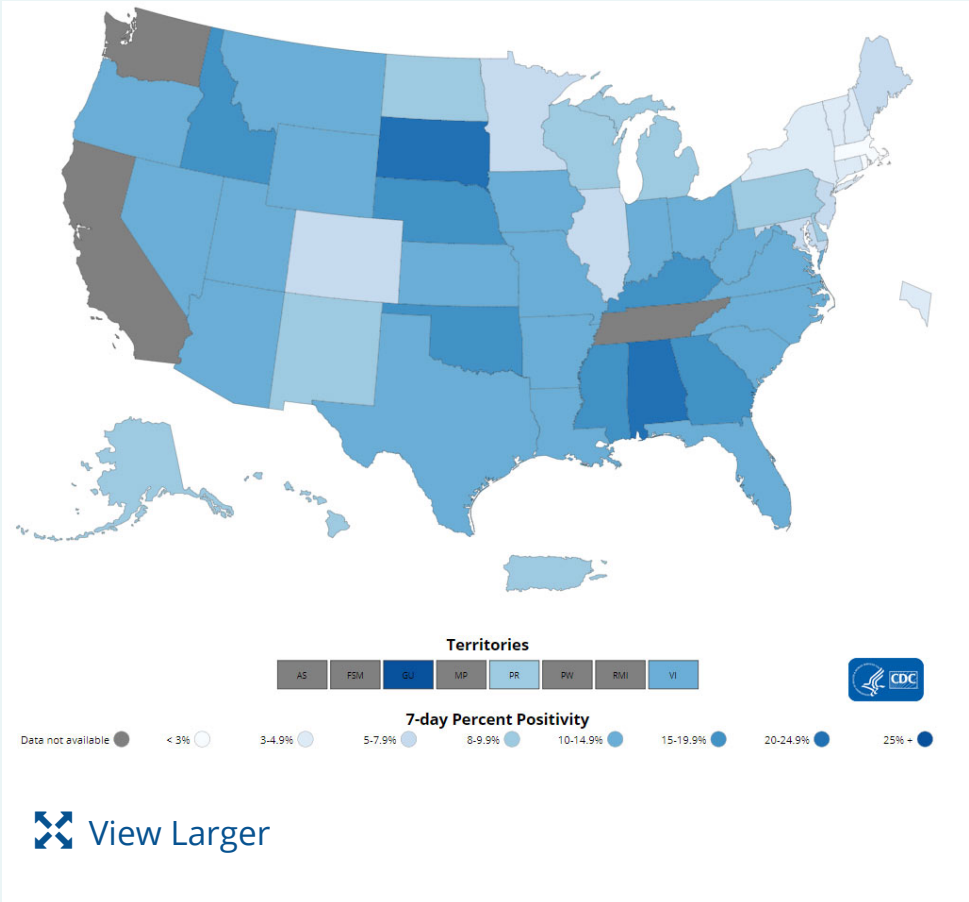 Territories
AS FSM GU MP PR PW RMI VI
CDC
7-day Percent Positivity
Data not available < 3% 3-4.9% 5-7.9% 8-9.9% 10-14.9% 15-19.9% 20-24.9% 25% +
View Larger